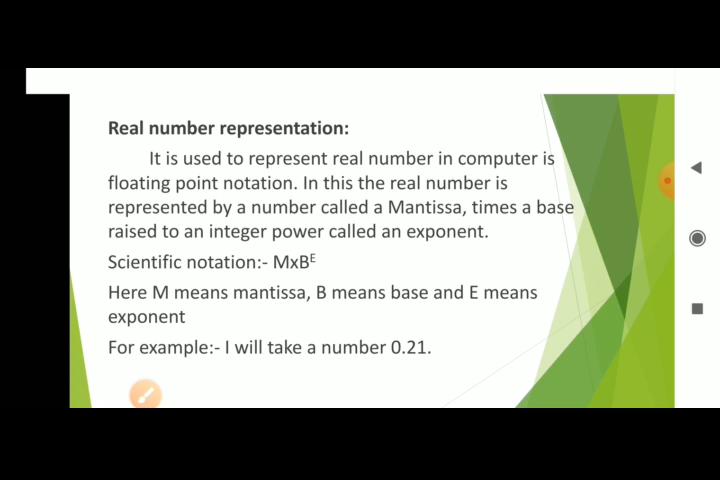 Real number representation:
It is used to represent real number in computer is
floating point notation. In this the real number is
represented by a number called a Mantissa, times a base
raised to an integer power called an exponent.
Scientific notation:- MxBᴱ
Here M means mantissa, B means base and E means
exponent
For example:- I will take a number 0.21.